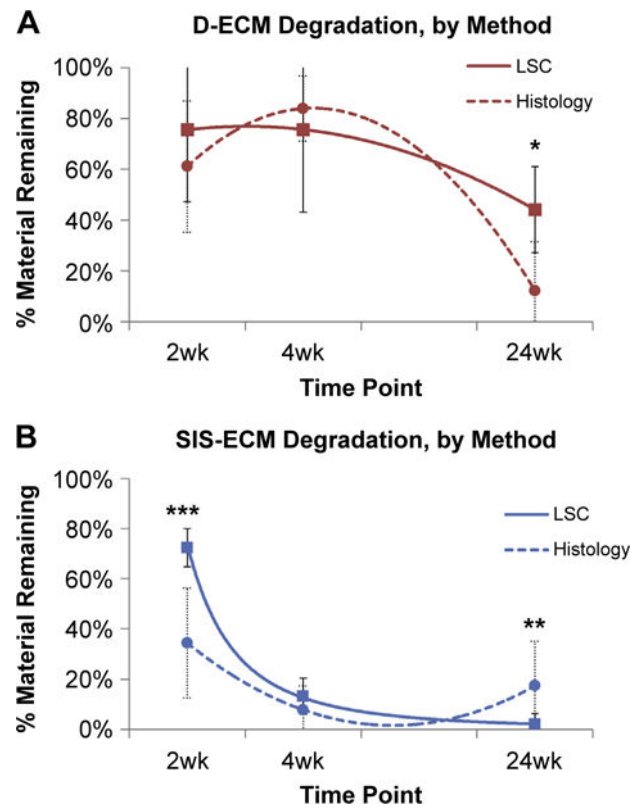 A
D-ECM Degradation, by Method
100%
80%
60%
40%
20%
0%
% Material Remaining
LSC
Histology
*
2wk
4wk
24wk
Time Point
B
SIS-ECM Degradation, by Method
100%
80%
60%
40%
20%
0%
% Material Remaining
***
LSC
Histology
**
2wk
4wk
24wk
Time Point